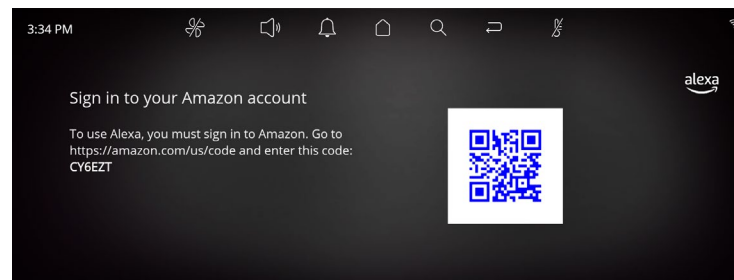 3:34 PM
alexa
Sign in to your Amazon account
To use Alexa, you must sign in to Amazon. Go to
https://amazon.com/us/code and enter this code:
CY6EZT